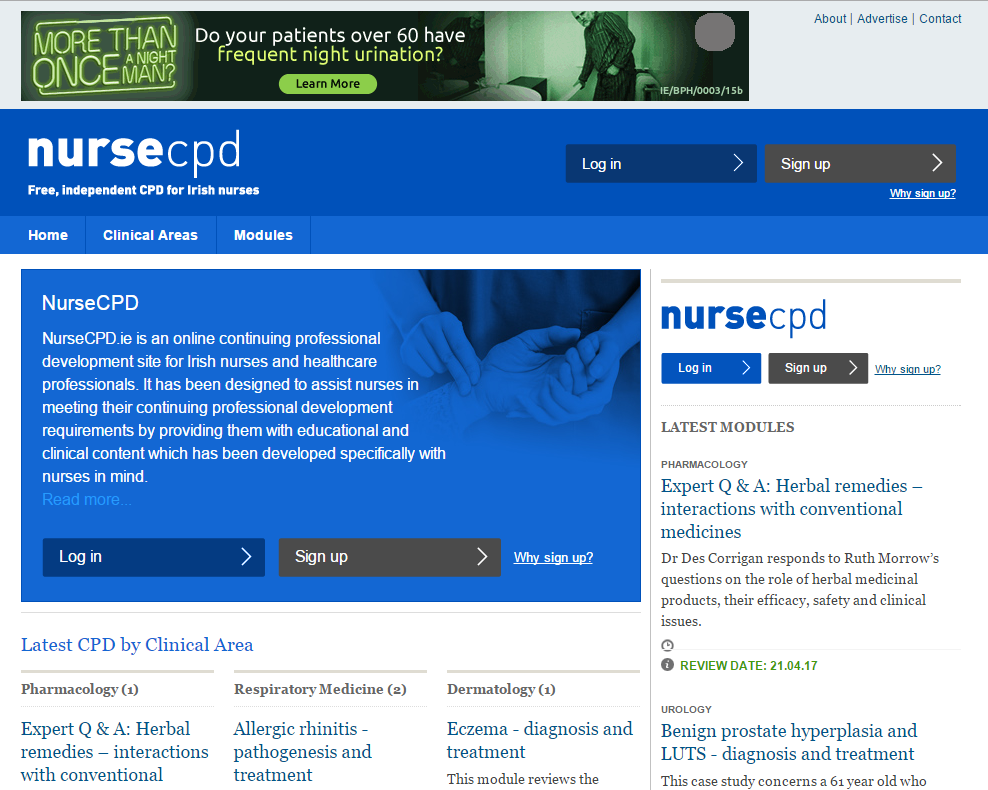 About | Advertise | Contact
MORE THAN
ONCE A NIGHT
MAN?
Do your patients over 60 have
frequent night urination?
Learn More
IE/BPH/0003/15b
nursecpd
Free, independent CPD for Irish nurses
Log in
Sign up
Why sign up?
Home
Clinical Areas
Modules
NurseCPD
NurseCPD.ie is an online continuing professional
development site for Irish nurses and healthcare
professionals. It has been designed to assist nurses in
meeting their continuing professional development
requirements by providing them with educational and
clinical content which has been developed specifically with
nurses in mind.
Read more...
Log in
Sign up
Why sign up?
Latest CPD by Clinical Area
Pharmacology (1)
Expert Q & A: Herbal
remedies – interactions
with conventional
Respiratory Medicine (2)
Allergic rhinitis -
pathogenesis and
treatment
Dermatology (1)
Eczema - diagnosis and
treatment
This module reviews the
nursecpd
Log in
Sign up
Why sign up?
LATEST MODULES
PHARMACOLOGY
Expert Q & A: Herbal remedies –
interactions with conventional
medicines
Dr Des Corrigan responds to Ruth Morrow's
questions on the role of herbal medicinal
products, their efficacy, safety and clinical
issues.
REVIEW DATE: 21.04.17
UROLOGY
Benign prostate hyperplasia and
LUTS - diagnosis and treatment
This case study concerns a 61 year old who